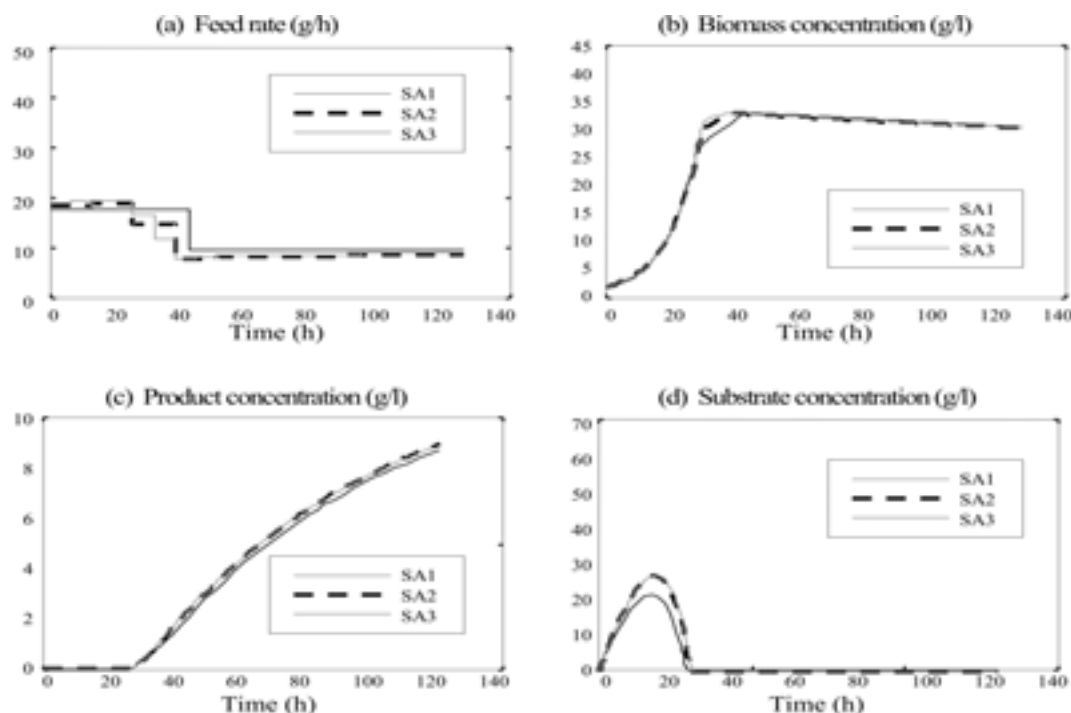 (a) Feed rate (g/h)
50
40
30
20
10
0
SA1
SA2
SA3
0 20 40 60 80 100 120 140
Time (h)
(b) Biomass concentration (g/l)
45
40
35
30
25
20
15
10
5
0
SA1
SA2
SA3
0 20 40 60 80 100 120 140
Time (h)
(c) Product concentration (g/l)
10
8
6
4
2
0
SA1
SA2
SA3
0 20 40 60 80 100 120 140
Time (h)
(d) Substrate concentration (g/l)
70
60
50
40
30
20
10
0
SA1
SA2
SA3
0 20 40 60 80 100 120 140
Time (h)